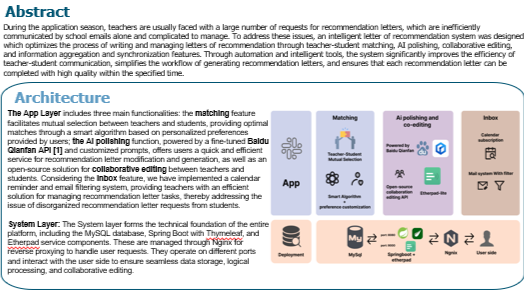 Abstract
During the application season, teachers are usually faced with a large number of requests for recommendation letters, which are inefficiently
communicated by school emails alone and complicated to manage. To address these issues, an intelligent letter of recommendation system was designed
which optimizes the process of writing and managing letters of recommendation through teacher-student matching, AI polishing, collaborative editing,
and information aggregation and synchronization features. Through automation and intelligent tools, the system significantly improves the efficiency of
teacher-student communication, simplifies the workflow of generating recommendation letters, and ensures that each recommendation letter can be
completed with high quality within the specified time.
Architecture
The App Layer includes three main functionalities: the matching feature
facilitates mutual selection between teachers and students, providing optimal
matches through a smart algorithm based on personalized preferences
provided by users; the AI polishing function, powered by a fine-tuned Baidu
Qianfan API [1] and customized prompts, offers users a quick and efficient
service for recommendation letter modification and generation, as well as an
open-source solution for collaborative editing between teachers and
students. Considering the Inbox feature, we have implemented a calendar
reminder and email filtering system, providing teachers with an efficient
solution for managing recommendation letter tasks, thereby addressing the
issue of disorganized recommendation letter requests from students.
System Layer: The System layer forms the technical foundation of the entire
platform, including the MySQL database, Spring Boot with Thymeleaf, and
Etherpad service components. These are managed through Nginx for
reverse proxying to handle user requests. They operate on different ports
and interact with the user side to ensure seamless data storage, logical
processing, and collaborative editing.
App
Matching
Teacher-Student
Mutual Selection
Smart Algorithm
+
preference customization
Ai polishing and
co-editing
Powered by
Baidu
Qianfan
Open-source
collaborative
editing API
Etherpad-lite
Inbox
Calendar
subscription
Mail system With filter
Deployment
My
MySql
Springboot +
etherpad
N
Ngnix
User side